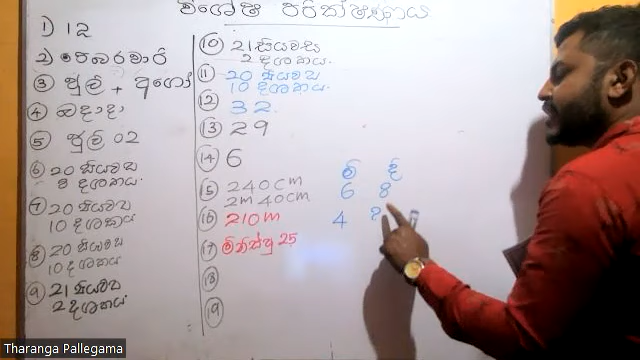 විශේෂ පරීක්ෂණය
1) 12
2) පෙබරවාරි
③ ජුලි + අගෝ
④ බදාදා
⑤ ජුලි 02
⑥ 20 සියවස
8 දශකය.
⑦ 20 සියවස
10 දශකය
⑧ 20 සියවස
10 දශකය
⑨ 21 සියවස
2 දශකය
⑩ 21 සියවස
2 දශකය.
⑪ 20 සියවස
10 දශකය.
⑫ 32.
⑬ 29
⑭ 6
⑮ 240cm
2m 40cm
⑯ 210m
⑰ මිනිත්තු 25
⑱
⑲
මි දි
6 8
4 8
Tharanga Pallegama